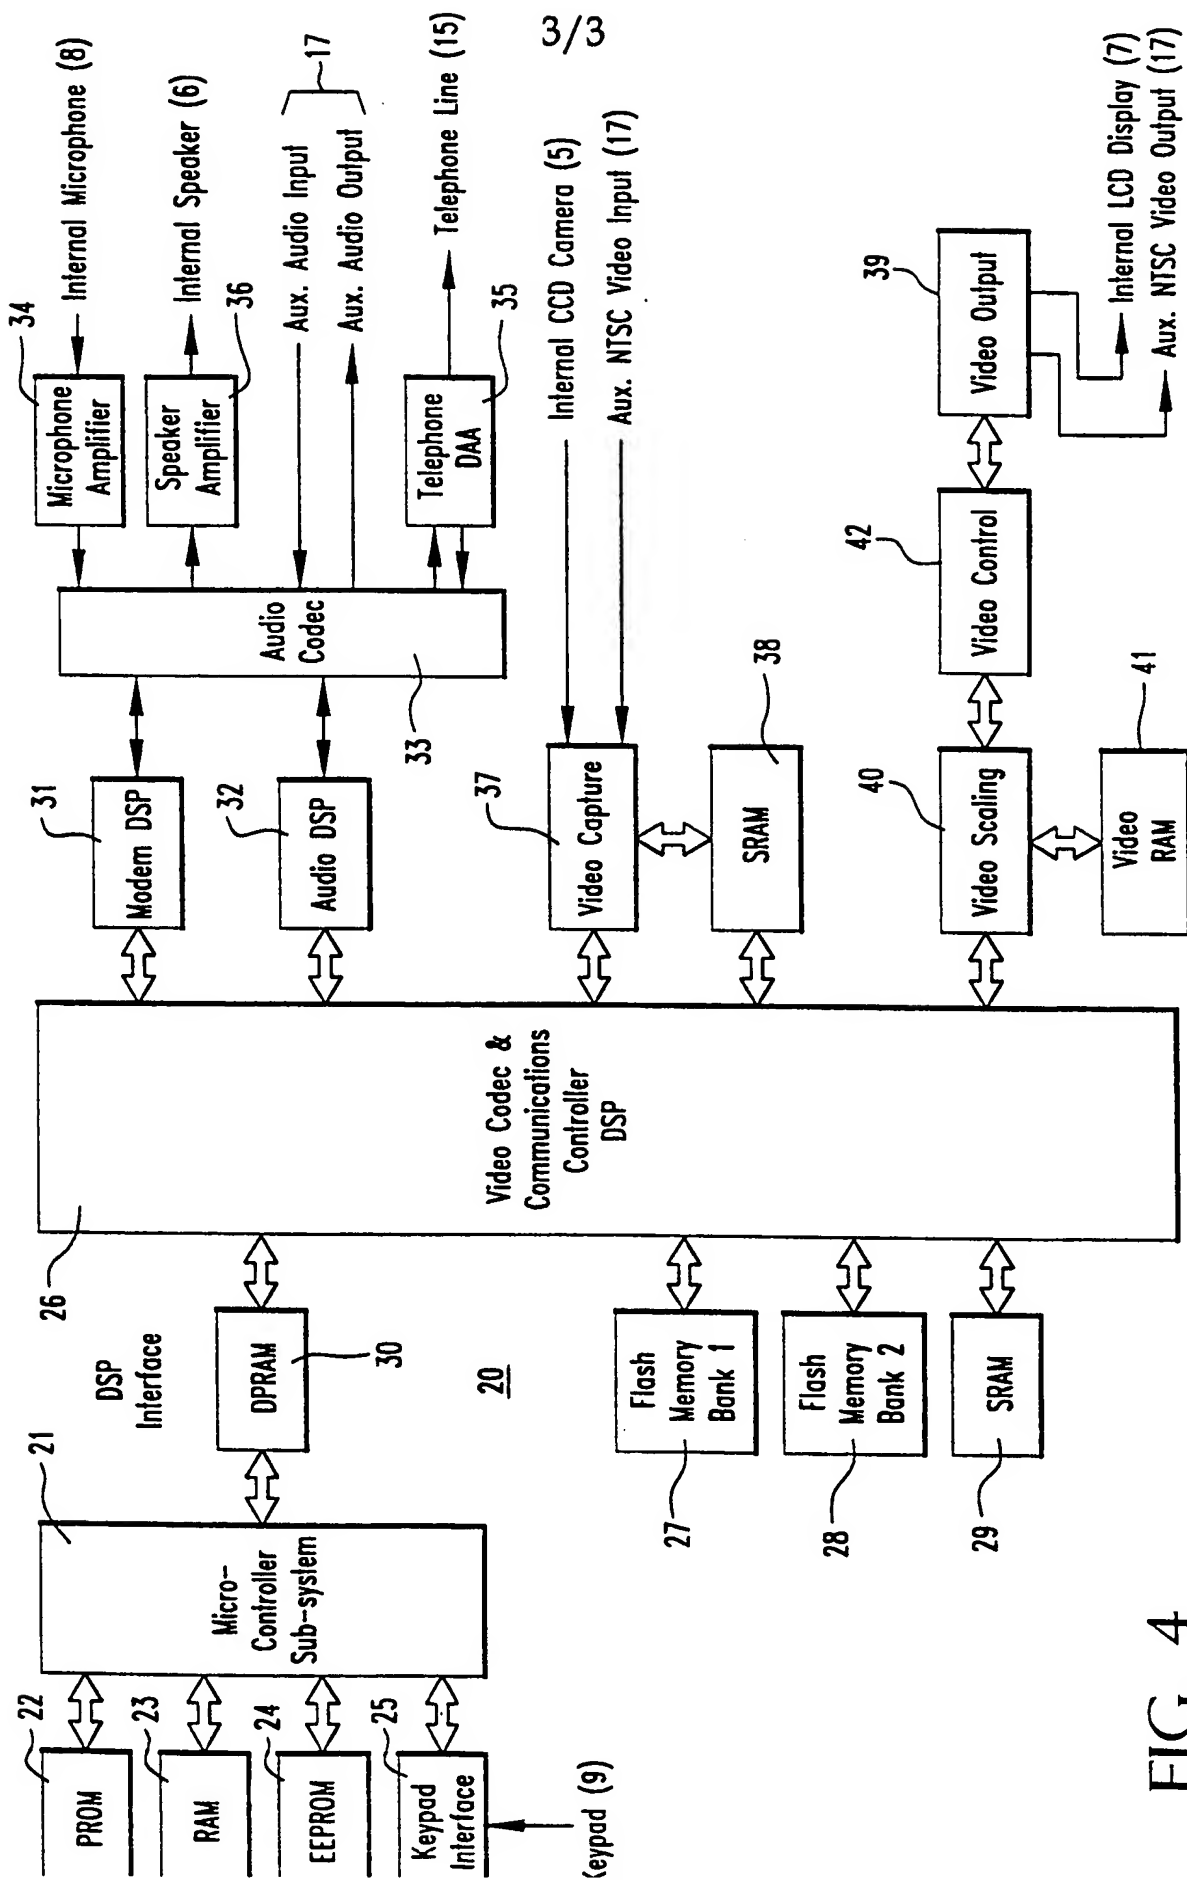 3/3
PROM
22
RAM
23
EEPROM
24
Keypad
Interface
25
Keypad (9)
Micro-
Controller
Sub-system
21
DSP
Interface
DPRAM
30
20
Flash
Memory
Bank 1
27
Flash
Memory
Bank 2
28
SRAM
29
Video Codec &
Communications
Controller
DSP
26
Modem DSP
31
Audio DSP
32
Audio
Codec
33
Microphone
Amplifier
34
Internal Microphone (8)
Speaker
Amplifier
36
Internal Speaker (6)
Aux. Audio Input
Aux. Audio Output
17
Telephone
DAA
35
Telephone Line (15)
Video Capture
37
Internal CCD Camera (5)
Aux. NTSC Video Input (17)
SRAM
38
Video Scaling
40
Video
RAM
41
Video Control
42
Video Output
39
Internal LCD Display (7)
Aux. NTSC Video Output (17)
FIG. 4